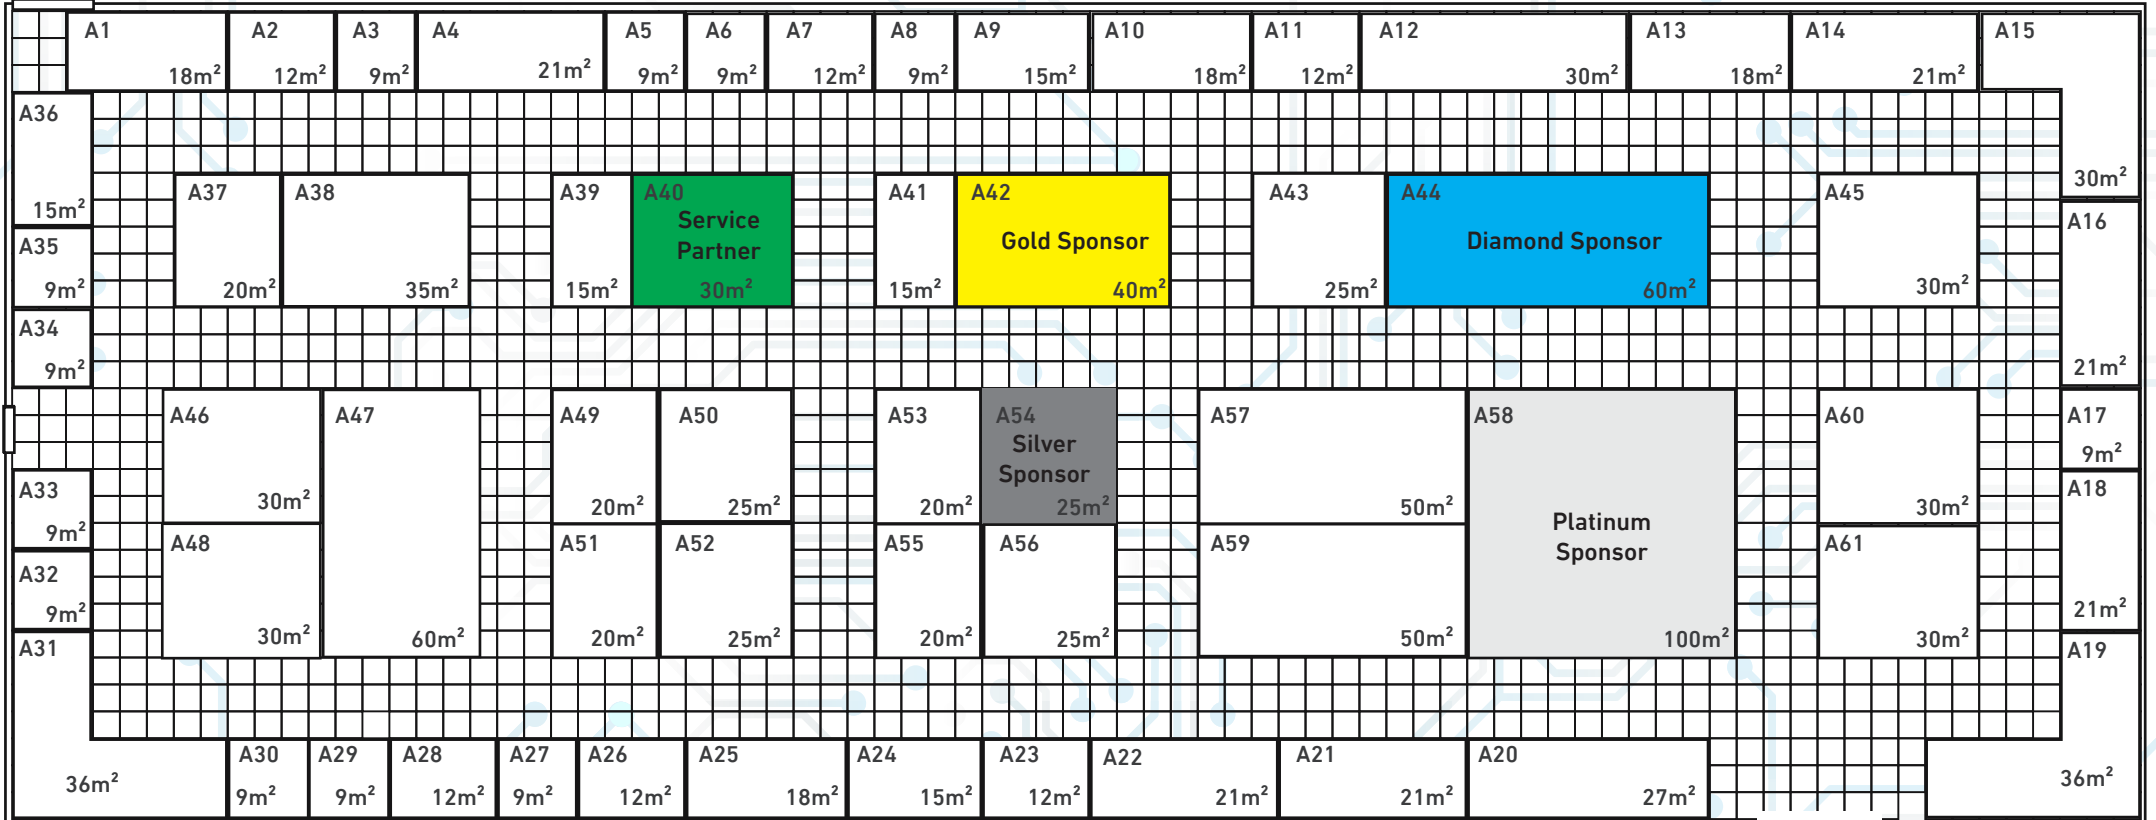 A1 A2 A3 A4 A5 A6 A7 A8 A9 A10 A11 A12 A13 A14 A15
18m² 12m² 9m² 21m² 9m² 9m² 12m² 9m² 15m² 18m² 12m² 30m² 18m² 21m²
A36
30m²
A37 A38 A39 A40 A41 A42 A43 A44 A45
Service
Partner
Gold Sponsor
Diamond Sponsor
20m² 35m² 15m² 30m² 15m² 40m² 25m² 60m² 30m²
15m²
A16
A35
9m²
A34
9m²
21m²
A46 A47 A49 A50 A53 A54 A57 A58 A60 A17
Silver
Sponsor
9m²
30m² 20m² 25m² 20m² 25m² 50m² 30m²
A33
A18
9m²
Platinum
Sponsor
A48 A51 A52 A55 A56 A59 A61
A32
9m²
21m²
30m² 60m² 20m² 25m² 20m² 25m² 50m² 100m² 30m²
A31
A19
A30 A29 A28 A27 A26 A25 A24 A23 A22 A21 A20
36m² 9m² 9m² 12m² 9m² 12m² 18m² 15m² 12m² 21m² 21m² 27m² 36m²